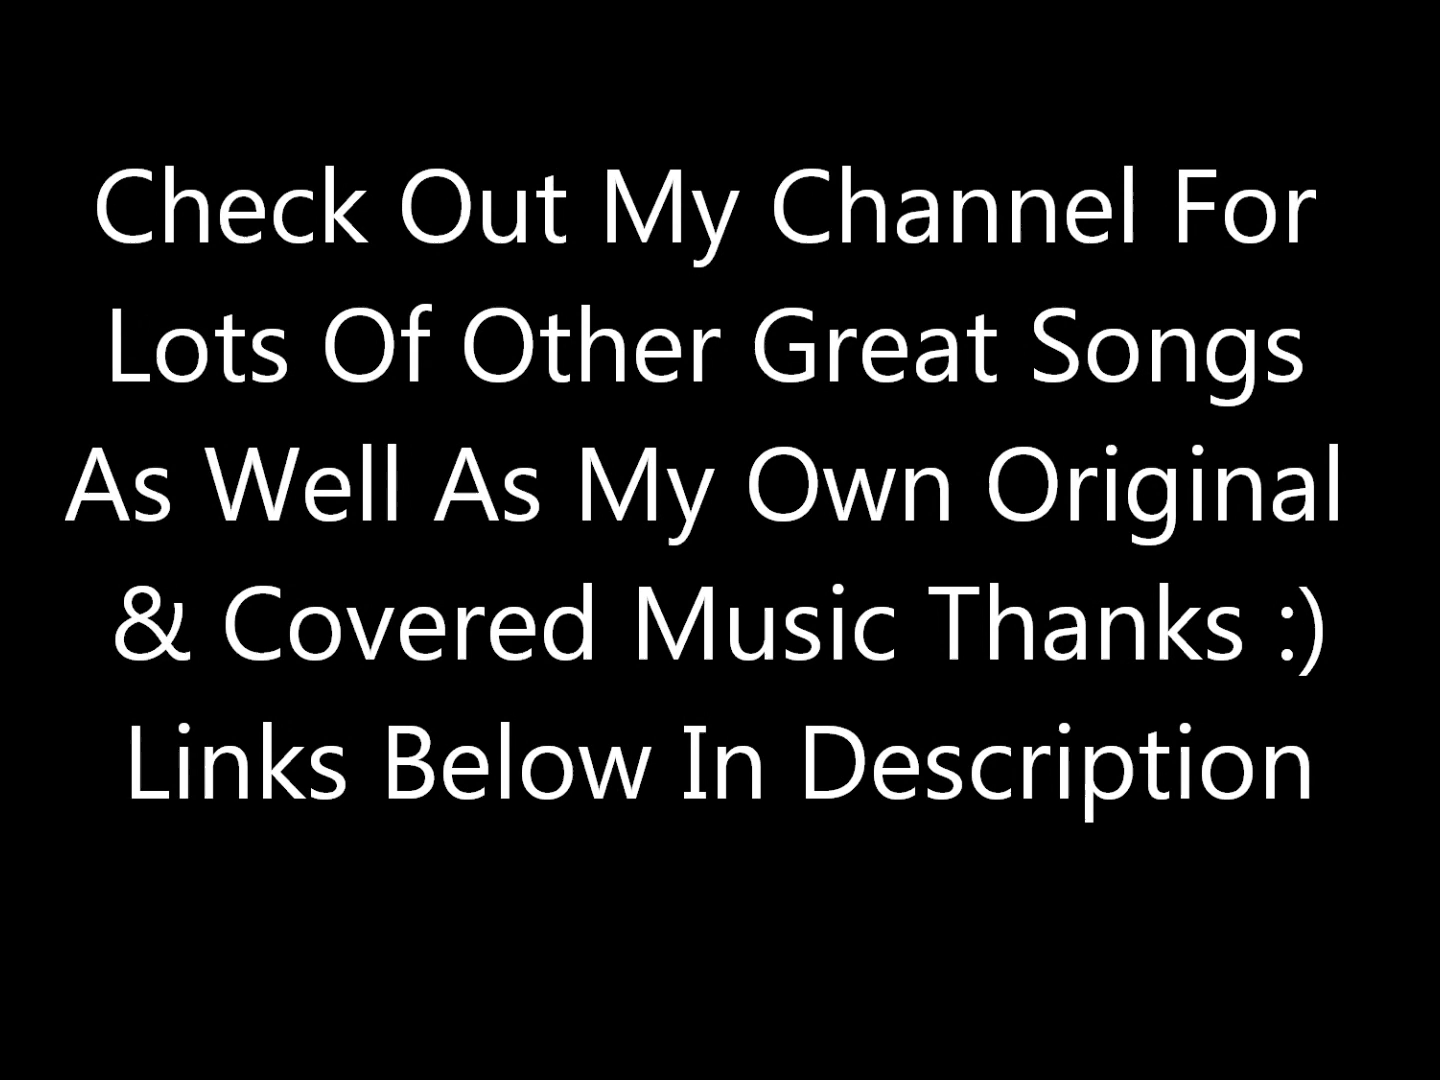 Check Out My Channel For
Lots Of Other Great Songs
As Well As My Own Original
& Covered Music Thanks :)
Links Below In Description